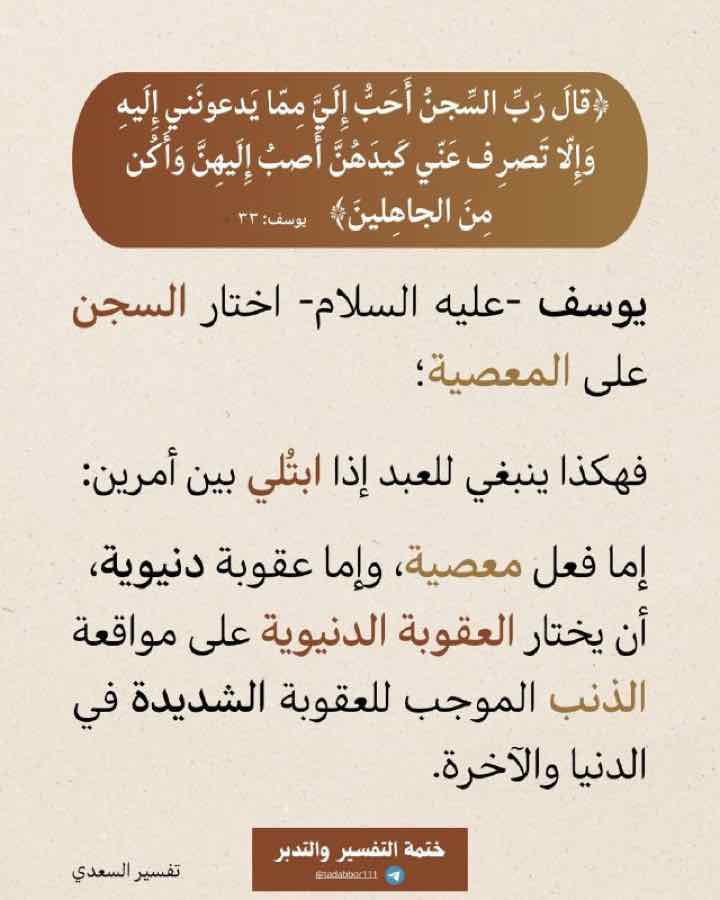 ﴿قالَ رَبِّ السِّجنُ أَحَبُّ إِلَيَّ مِمّا يَدعونَني إِلَيهِ
وَإِلّا تَصرِف عَنّي كَيدَهُنَّ أَصبُ إِلَيهِنَّ وَأَكُن
مِنَ الجاهِلينَ﴾ يوسف: ٣٣
يوسف -عليه السلام- اختار السجن
على المعصية؛
فهكذا ينبغي للعبد إذا ابتُلي بين أمرين:
إما فعل معصية، وإما عقوبة دنيوية،
أن يختار العقوبة الدنيوية على مواقعة
الذنب الموجب للعقوبة الشديدة في
الدنيا والآخرة.
ختمة التفسير والتدبر
@tadabbor111
تفسير السعدي